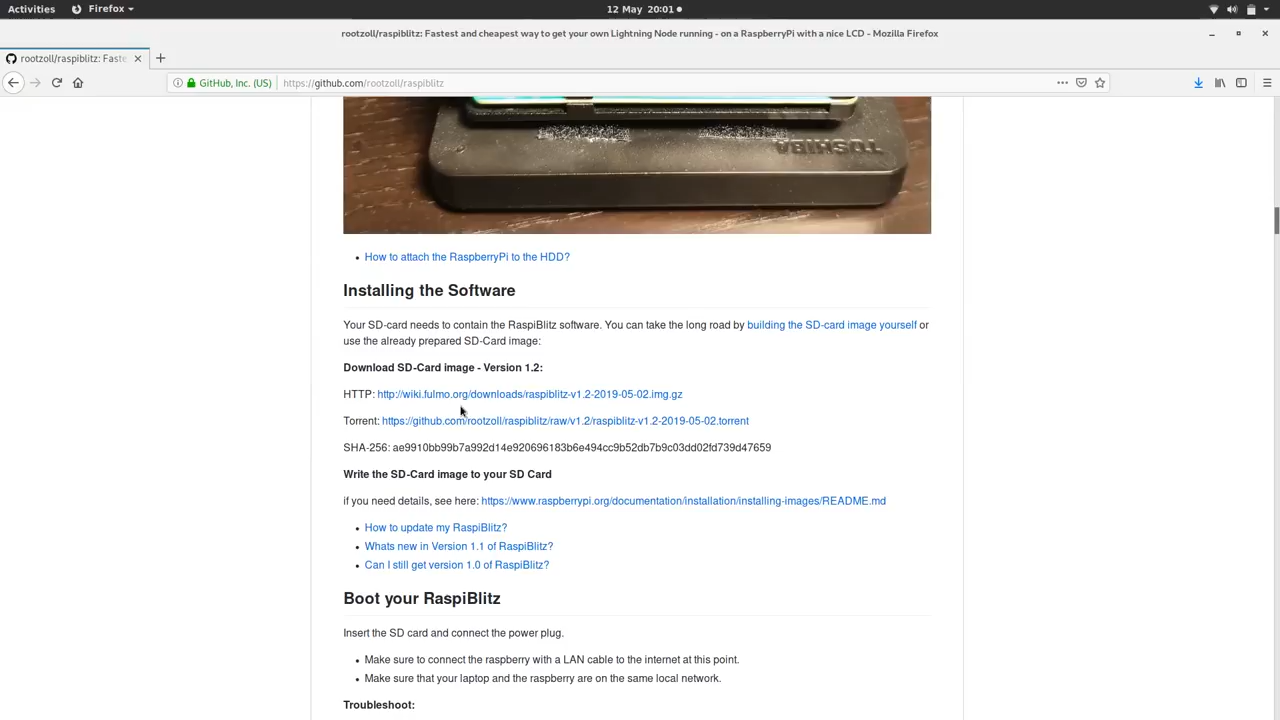 Activities Firefox 12 May 20:01
rootzoll/raspiblitz: Fastest and cheapest way to get your own Lightning Node running - on a RaspberryPi with a nice LCD - Mozilla Firefox
rootzoll/raspiblitz: Faste
GitHub, Inc. (US) https://github.com/rootzoll/raspiblitz
TOSHIBA
How to attach the RaspberryPi to the HDD?
Installing the Software
Your SD-card needs to contain the RaspiBlitz software. You can take the long road by building the SD-card image yourself or
use the already prepared SD-Card image:
Download SD-Card image - Version 1.2:
HTTP: http://wiki.fulmo.org/downloads/raspiblitz-v1.2-2019-05-02.img.gz
Torrent: https://github.com/rootzoll/raspiblitz/raw/v1.2/raspiblitz-v1.2-2019-05-02.torrent
SHA-256: ae9910bb99b7a992d14e920696183b6e494cc9b52db7b9c03dd02fd739d47659
Write the SD-Card image to your SD Card
if you need details, see here: https://www.raspberrypi.org/documentation/installation/installing-images/README.md
How to update my RaspiBlitz?
Whats new in Version 1.1 of RaspiBlitz?
Can I still get version 1.0 of RaspiBlitz?
Boot your RaspiBlitz
Insert the SD card and connect the power plug.
Make sure to connect the raspberry with a LAN cable to the internet at this point.
Make sure that your laptop and the raspberry are on the same local network.
Troubleshoot: